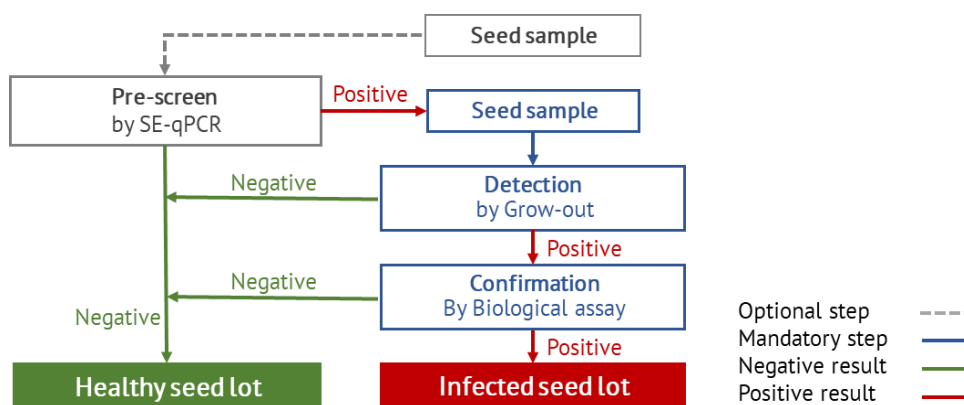 Seed sample
Pre-screen
by SE-qPCR
Positive
Seed sample
Negative
Detection
by Grow-out
Positive
Negative
Confirmation
By Biological assay
Negative
Positive
Healthy seed lot
Infected seed lot
Optional step
Mandatory step
Negative result
Positive result